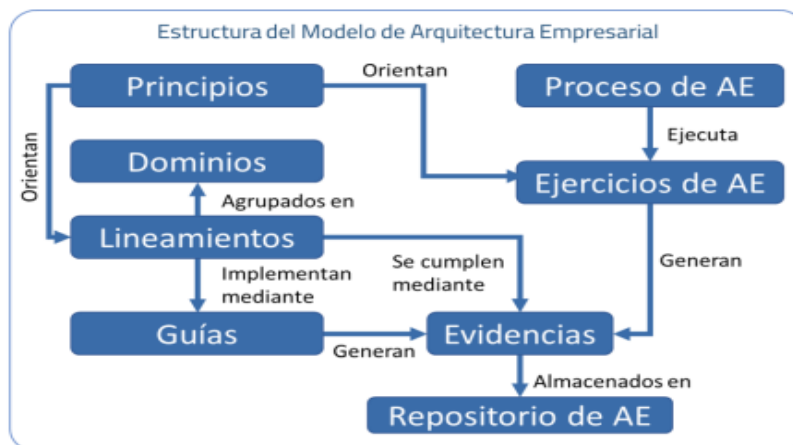 Estructura del Modelo de Arquitectura Empresarial
Principios
Orientan
Proceso de AE
Ejecuta
Orientan
Dominios
Ejercicios de AE
Agrupados en
Lineamientos
Implementan
mediante
Se cumplen
mediante
Generan
Guías
Generan
Evidencias
Almacenados en
Repositorio de AE